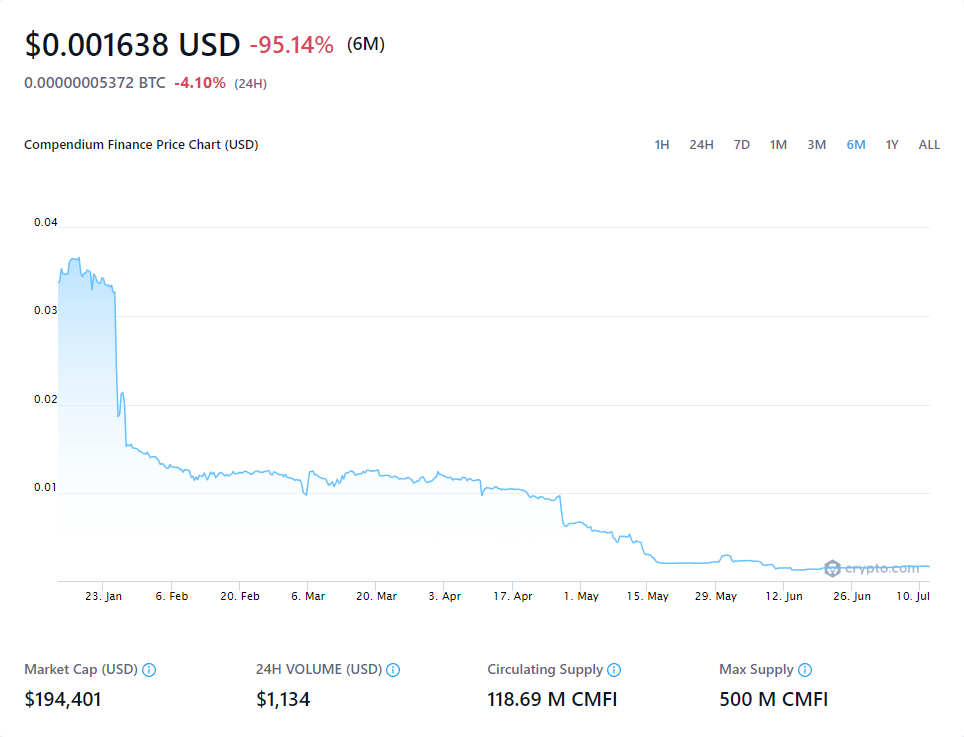 $0.001638 USD -95.14% (6M)
0.00000005372 BTC -4.10% (24H)
Compendium Finance Price Chart (USD) 1H 24H 7D 1M 3M 6M 1Y ALL
0.04
0.03
0.02
0.01
crypto.com
23. Jan 6. Feb 20. Feb 6. Mar 20. Mar 3. Apr 17. Apr 1. May 15. May 29. May 12. Jun 26. Jun 10. Jul
Market Cap (USD) 24H VOLUME (USD) Circulating Supply Max Supply
$194,401 $1,134 118.69 M CMFI 500 M CMFI